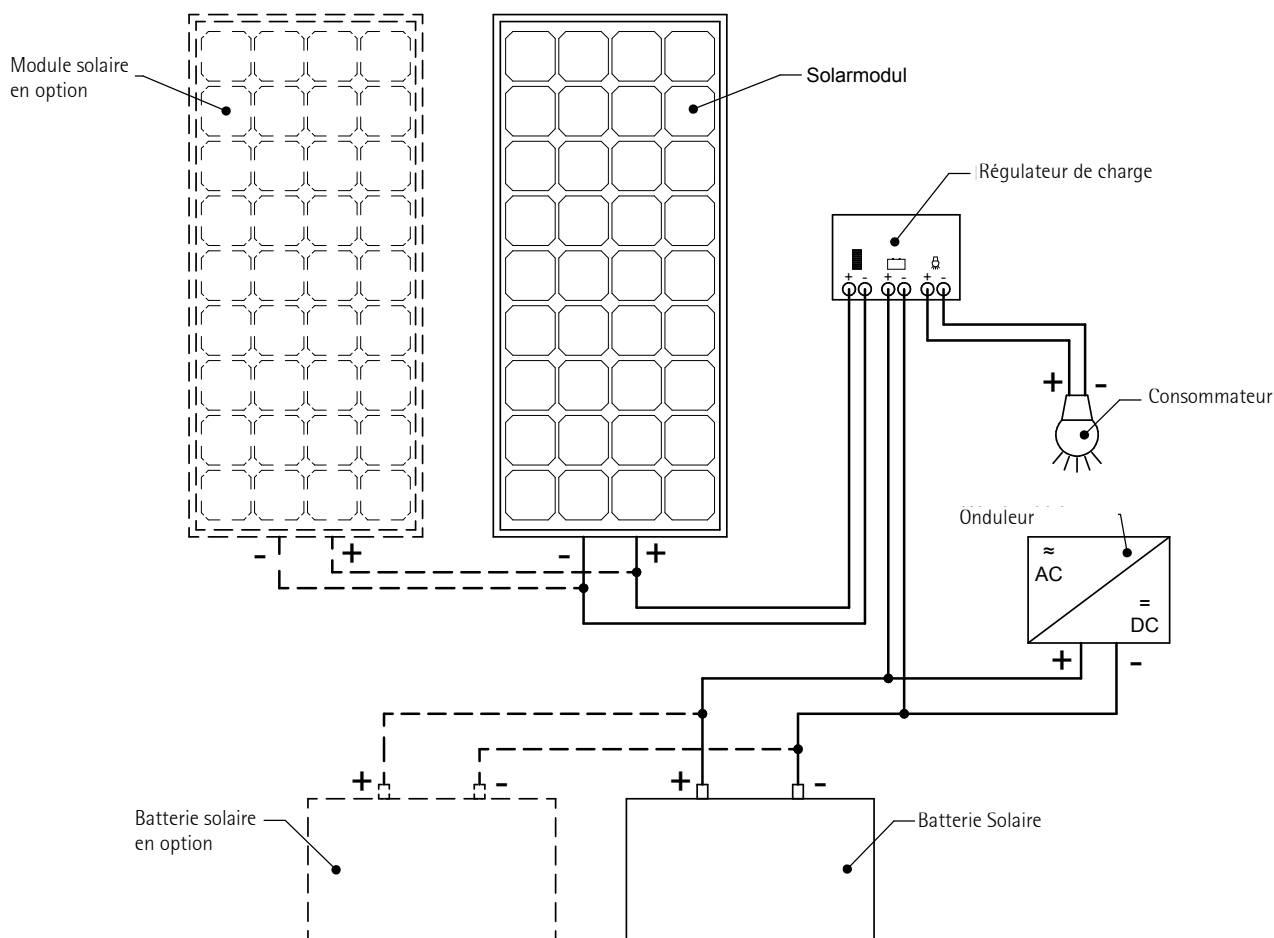 Module solaire
en option
Solarmodul
Régulateur de charge
+ - + - + -
+ -
Consommateur
Onduleur
≈
AC
=
DC
- +
- +
+ -
+ -
+ -
Batterie solaire
en option
Batterie Solaire